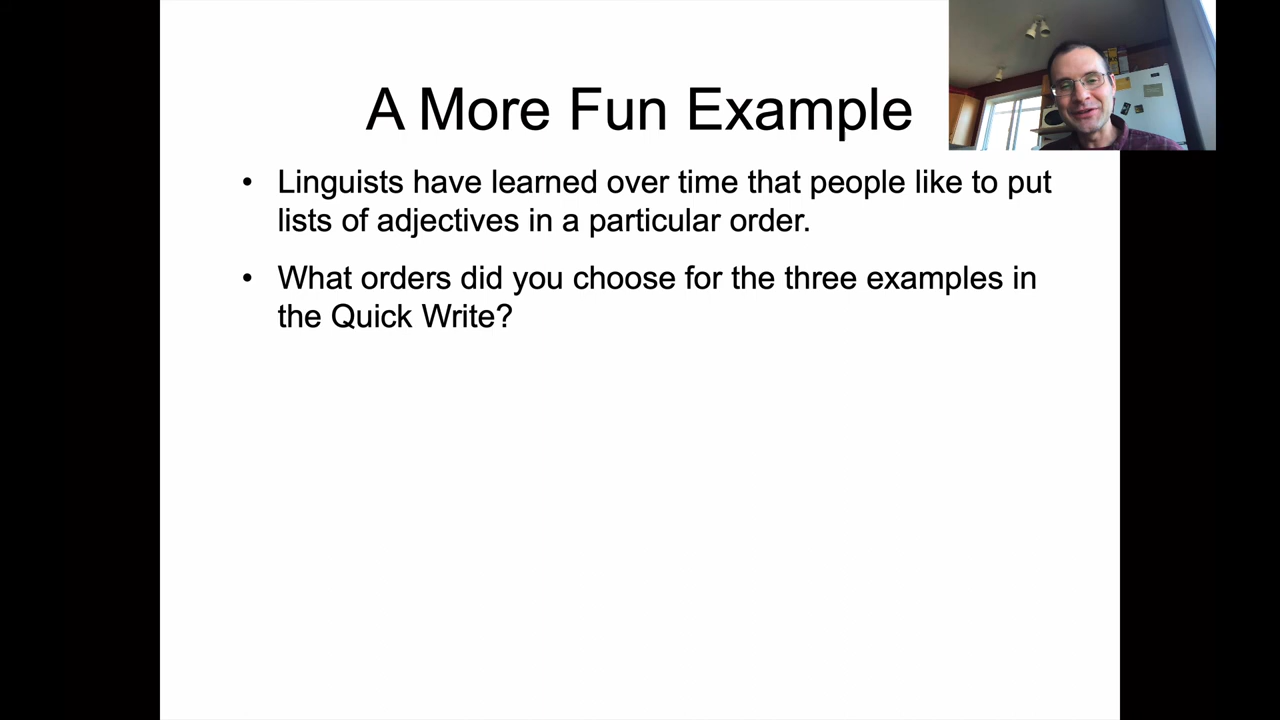 A More Fun Example
• Linguists have learned over time that people like to put
lists of adjectives in a particular order.
• What orders did you choose for the three examples in
the Quick Write?